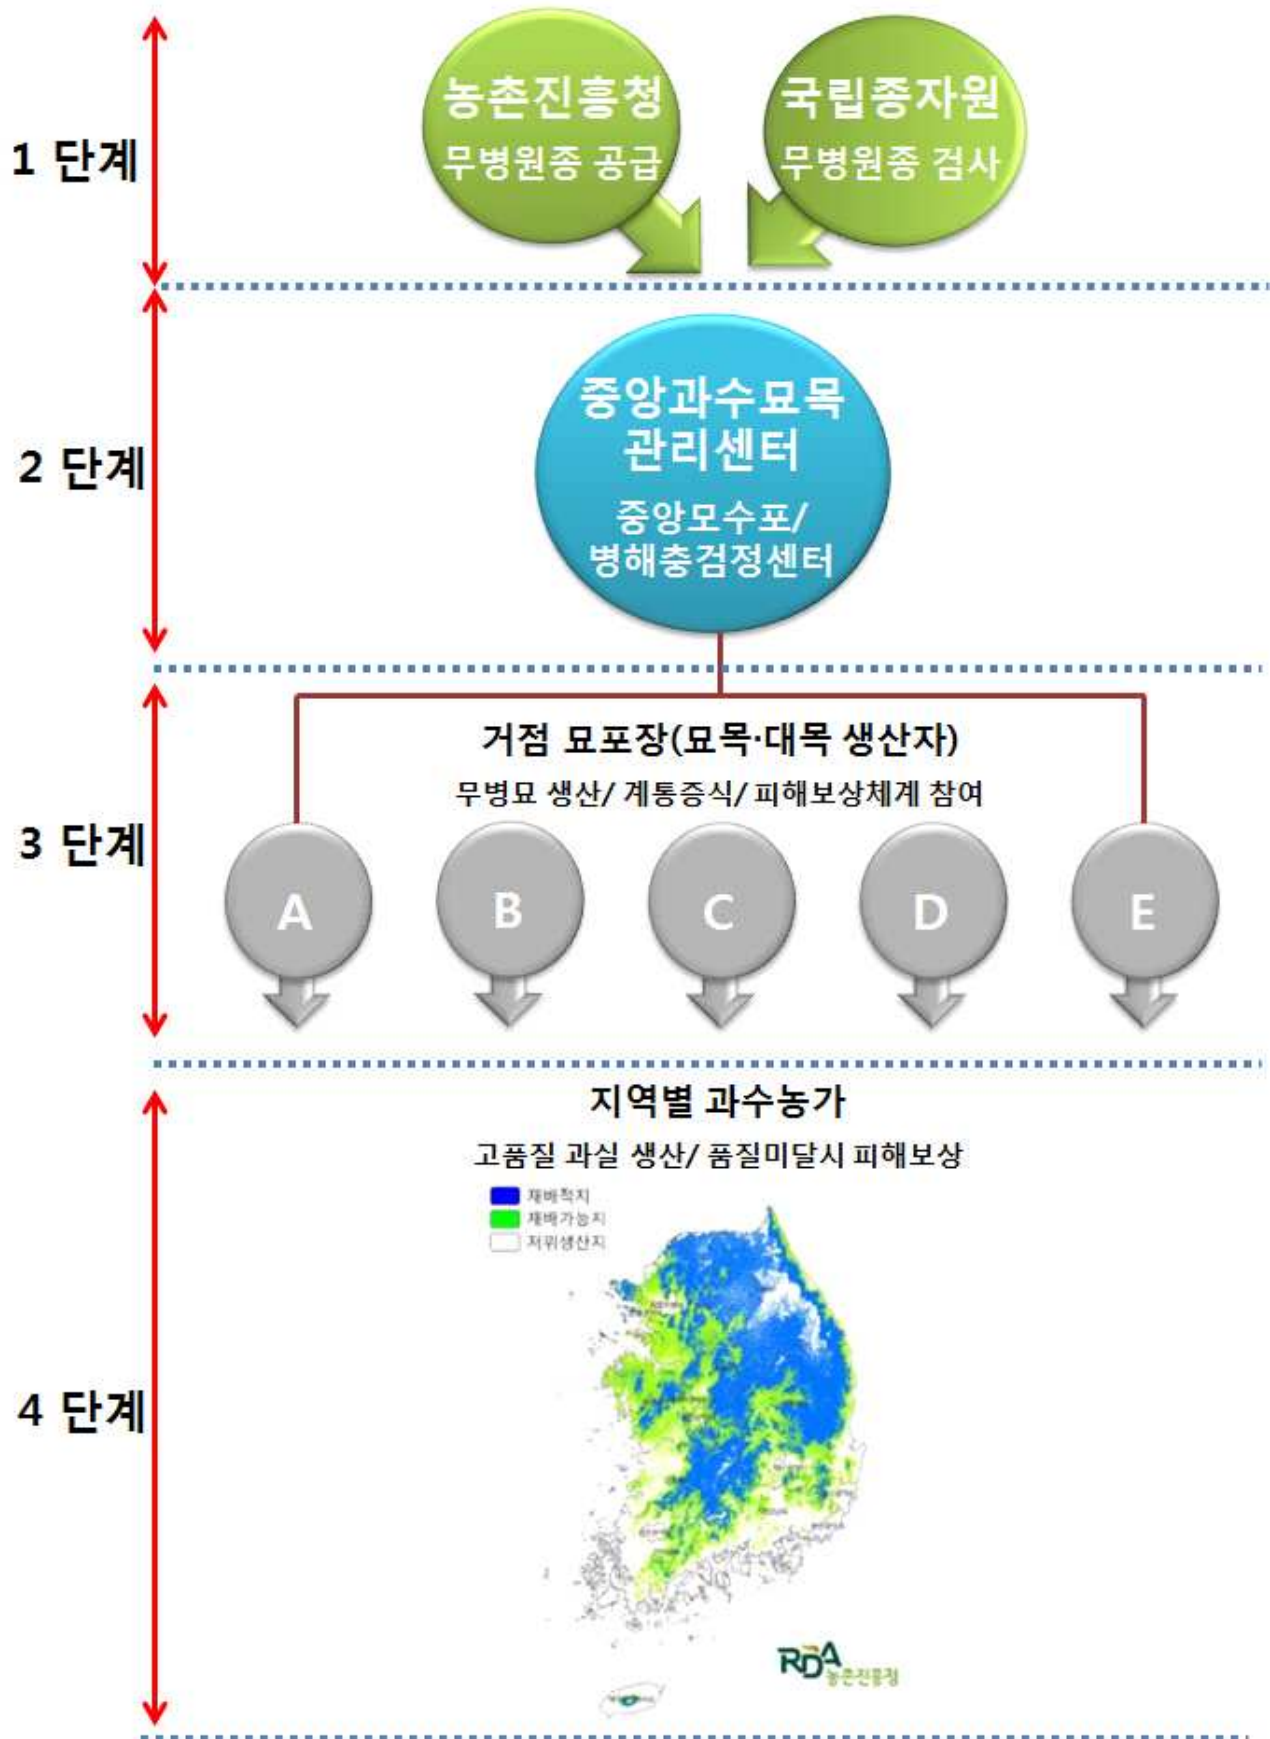 1 단계
농촌진흥청
무병원종 공급
국립종자원
무병원종 검사
2 단계
중앙과수묘목
관리센터
중앙모수포/
병해충검정센터
3 단계
거점 묘포장(묘목·대목 생산자)
무병묘 생산/ 계통증식/ 피해보상체계 참여
A
B
C
D
E
4 단계
지역별 과수농가
고품질 과실 생산/ 품질미달시 피해보상
재배적지
재배가능지
저위생산지
RDA
농촌진흥청